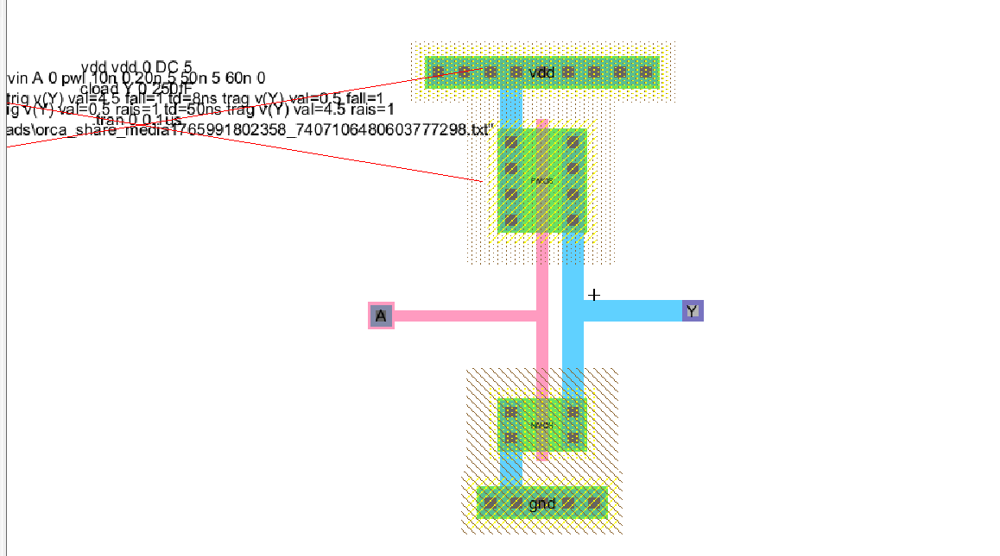 vdd vdd 0 DC 5
vin A 0 pwl 10n 0 20n 5 50n 5 60n 0
cload Y 0 250fF
trig v(Y) val=4.5 fall=1 td=8ns trag v(Y) val=0.5 fall=1
ig v(Y) val=0.5 rais=1 td=50ns trag v(Y) val=4.5 rais=1
tran 0 0.1us
ads\orca_share_media1765991802358_7407106480603777298.txt"
vdd
PMOS
A
Y
NMOS
gnd